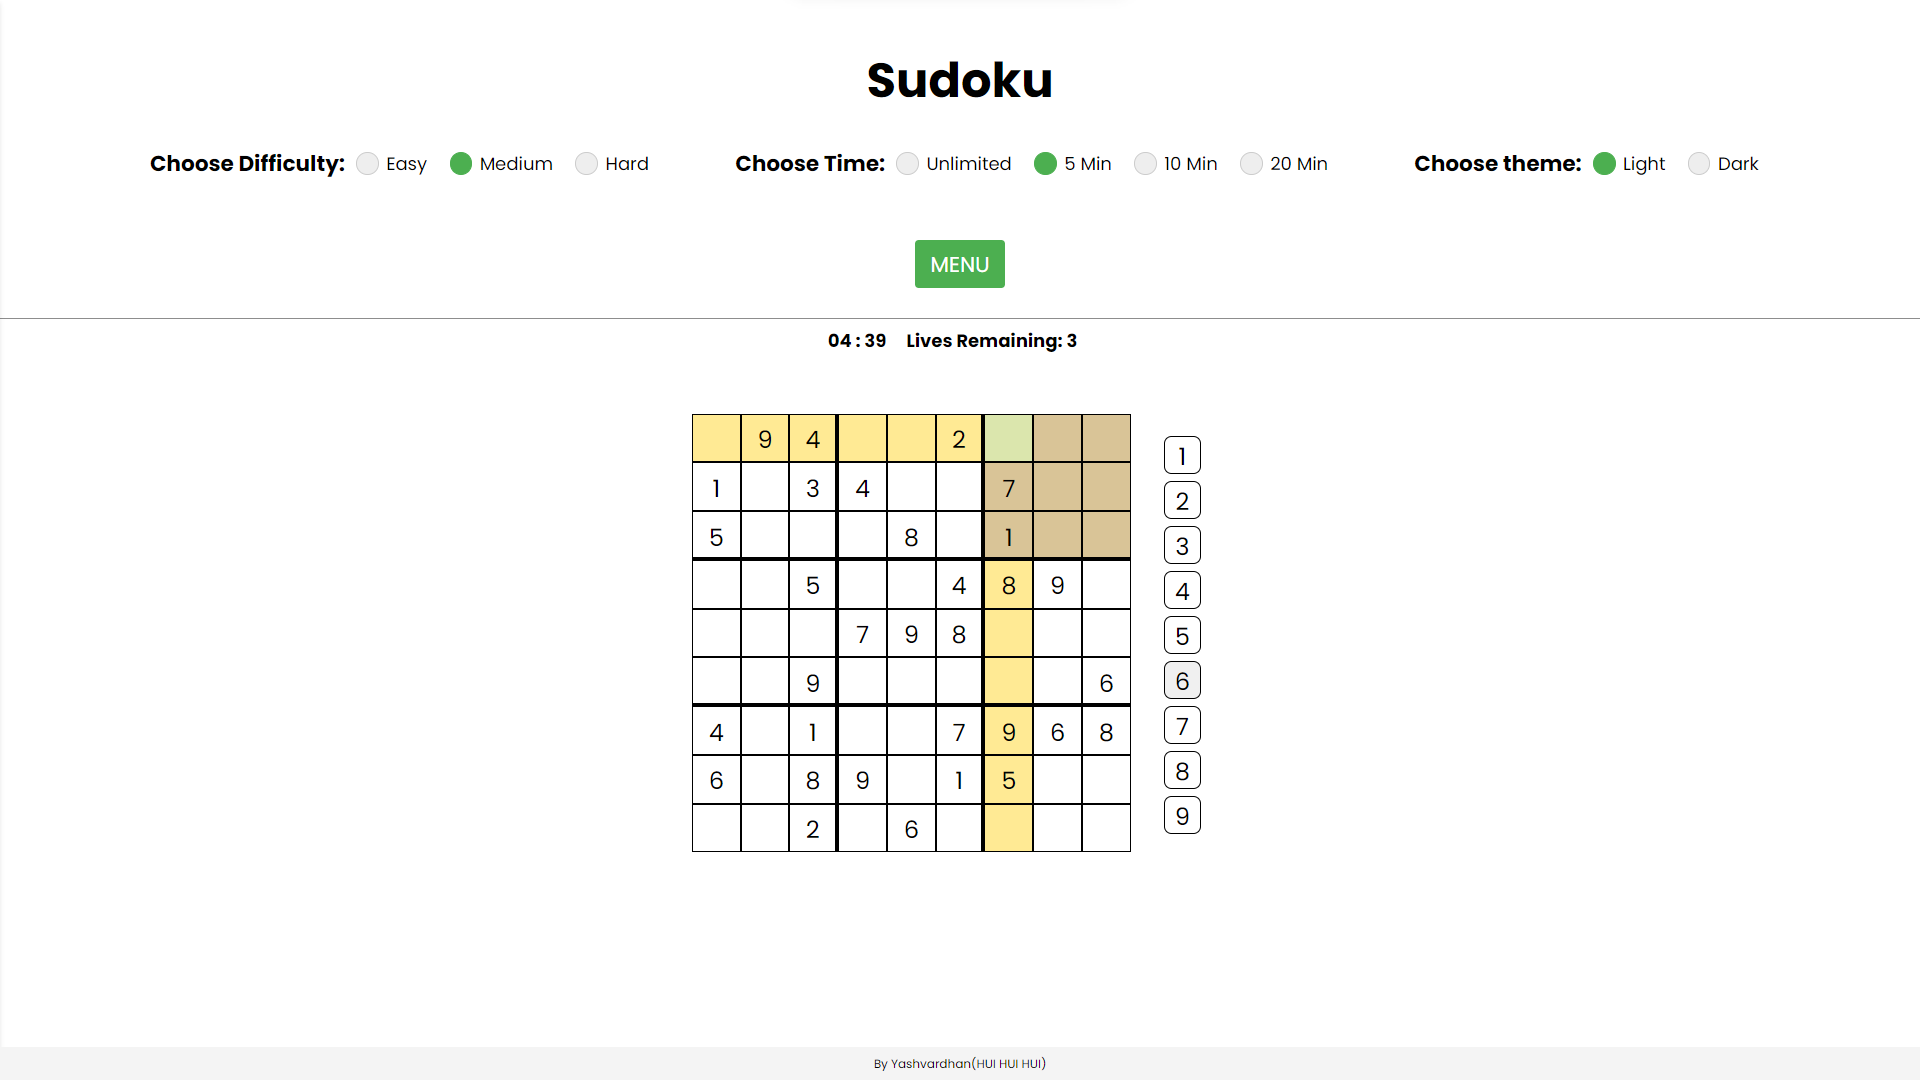 Sudoku
Choose Difficulty: Easy Medium Hard Choose Time: Unlimited 5 Min 10 Min 20 Min Choose theme: Light Dark
MENU
04 : 39 Lives Remaining: 3
9 4 2
1 3 4 7
5 8 1
5 4 8 9
7 9 8
9 6
4 1 7 9 6 8
6 8 9 1 5
2 6
1
2
3
4
5
6
7
8
9
By Yashvardhan(HUI HUI HUI)